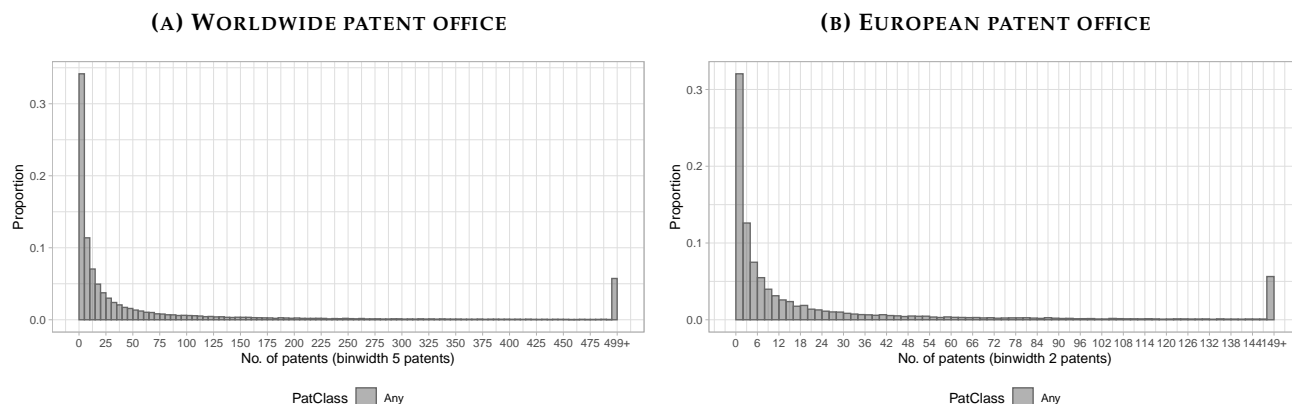 (A) WORLDWIDE PATENT OFFICE
0.3
0.2
0.1
0.0
Proportion
0 25 50 75 100 125 150 175 200 225 250 275 300 325 350 375 400 425 450 475 499+
No. of patents (binwidth 5 patents)
PatClass Any
(B) EUROPEAN PATENT OFFICE
0.3
0.2
0.1
0.0
Proportion
0 6 12 18 24 30 36 42 48 54 60 66 72 78 84 90 96 102 108 114 120 126 132 138 144 149+
No. of patents (binwidth 2 patents)
PatClass Any